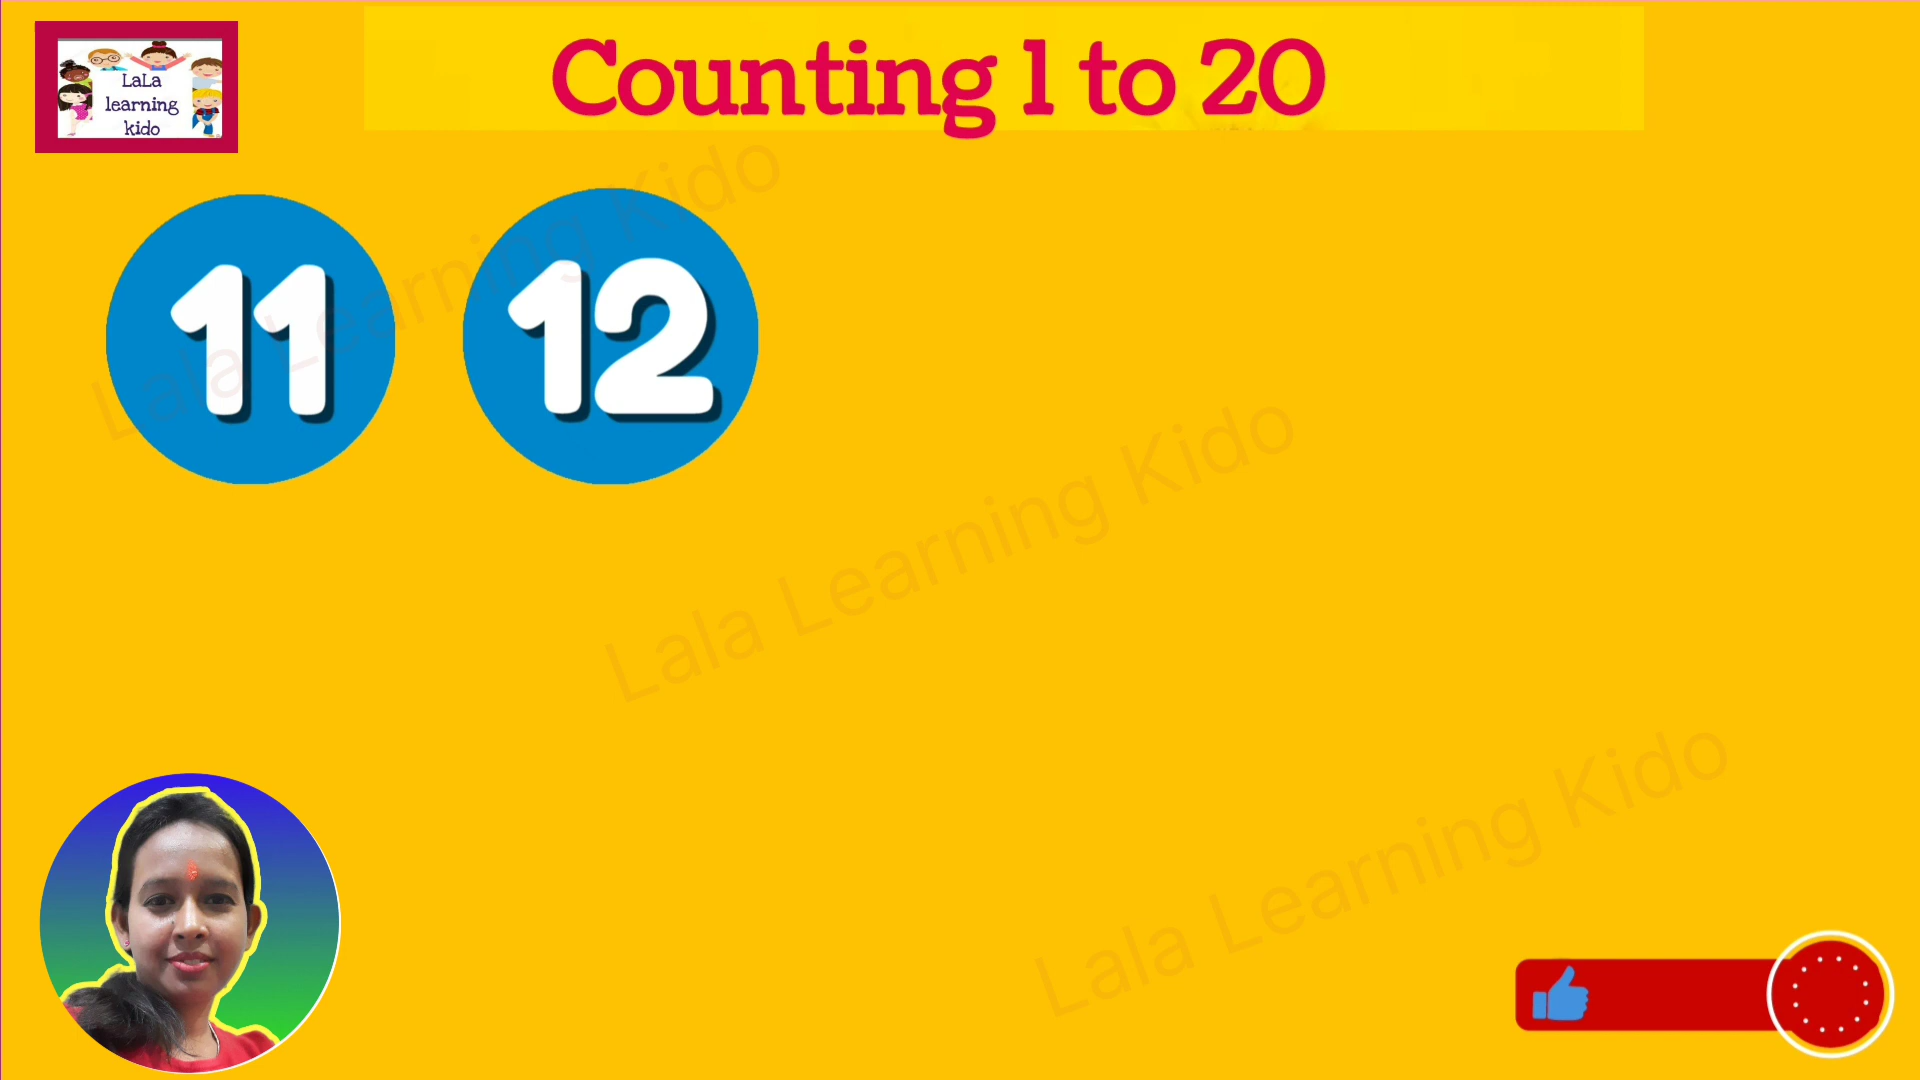 LaLa
learning
kido
Counting 1 to 20
11 12
Lala Learning Kido
Lala Learning Kido
Lala Learning Kido